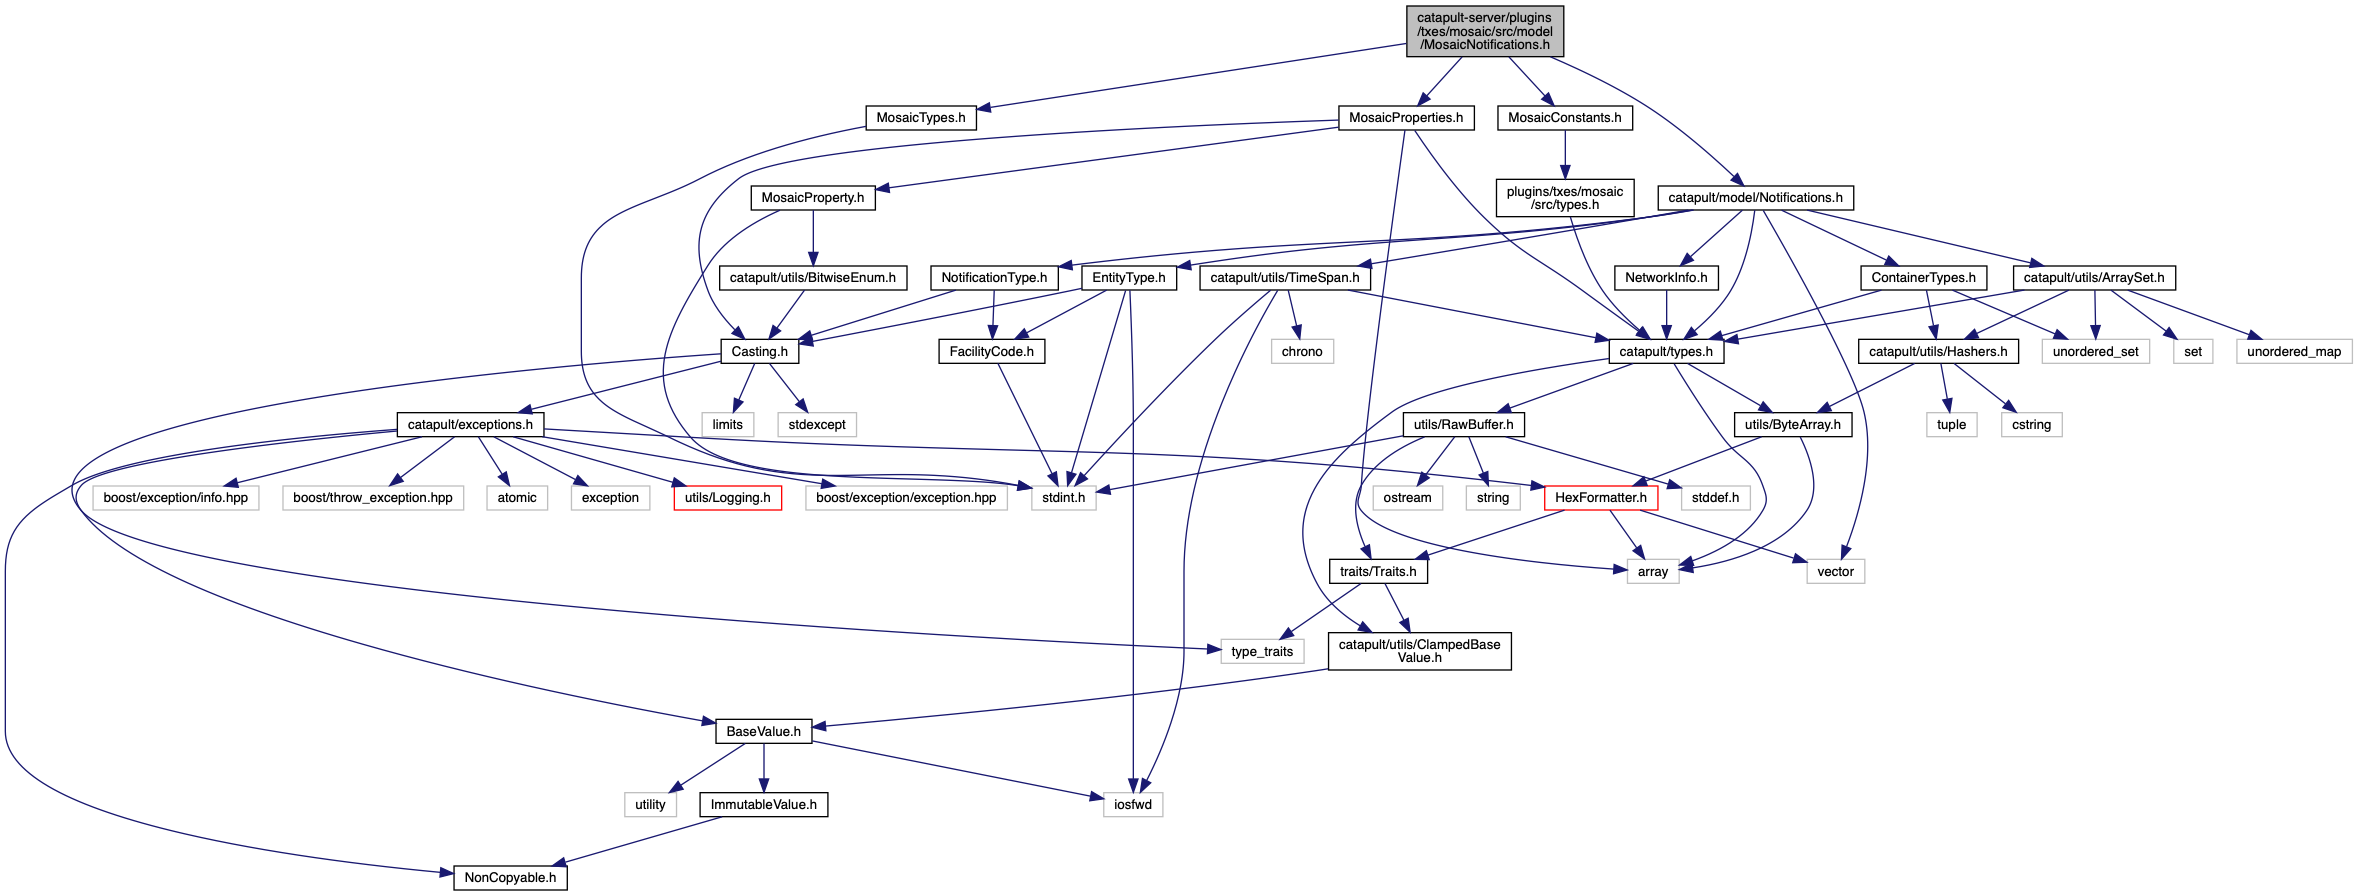 catapult-server/plugins
/txes/mosaic/src/model
/MosaicNotifications.h
MosaicTypes.h
MosaicProperties.h
MosaicConstants.h
MosaicProperty.h
plugins/txes/mosaic
/src/types.h
catapult/model/Notifications.h
catapult/utils/BitwiseEnum.h
NotificationType.h
EntityType.h
catapult/utils/TimeSpan.h
NetworkInfo.h
ContainerTypes.h
catapult/utils/ArraySet.h
Casting.h
FacilityCode.h
chrono
catapult/types.h
catapult/utils/Hashers.h
unordered_set
set
unordered_map
catapult/exceptions.h
limits
stdexcept
utils/RawBuffer.h
utils/ByteArray.h
tuple
cstring
boost/exception/info.hpp
boost/throw_exception.hpp
atomic
exception
utils/Logging.h
boost/exception/exception.hpp
stdint.h
ostream
string
HexFormatter.h
stddef.h
traits/Traits.h
array
vector
type_traits
catapult/utils/ClampedBase
Value.h
BaseValue.h
utility
ImmutableValue.h
iosfwd
NonCopyable.h